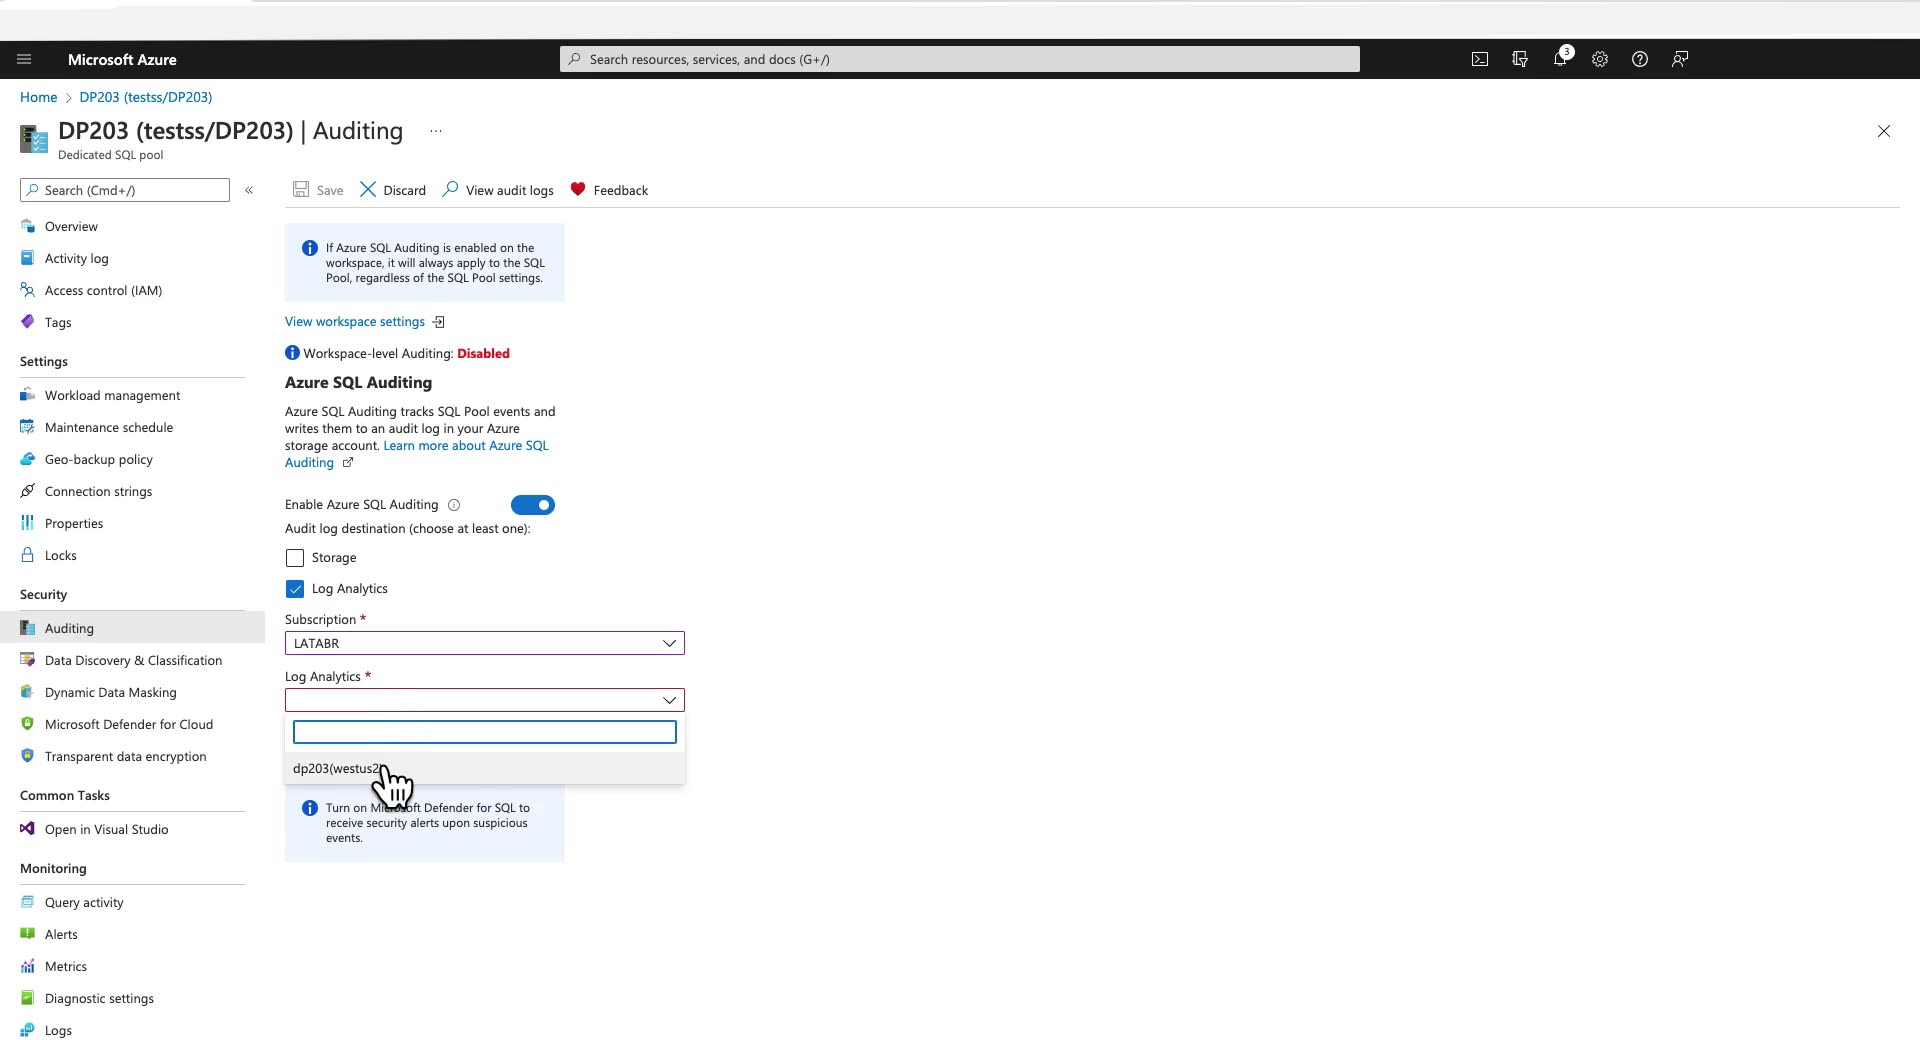 Microsoft Azure
Search resources, services, and docs (G+/)
3
Home > DP203 (testss/DP203)
DP203 (testss/DP203) | Auditing ...
Dedicated SQL pool
Search (Cmd+/)
«
Overview
Activity log
Access control (IAM)
Tags
Settings
Workload management
Maintenance schedule
Geo-backup policy
Connection strings
Properties
Locks
Security
Auditing
Data Discovery & Classification
Dynamic Data Masking
Microsoft Defender for Cloud
Transparent data encryption
Common Tasks
Open in Visual Studio
Monitoring
Query activity
Alerts
Metrics
Diagnostic settings
Logs
Save Discard View audit logs Feedback
If Azure SQL Auditing is enabled on the
workspace, it will always apply to the SQL
Pool, regardless of the SQL Pool settings.
View workspace settings
Workspace-level Auditing: Disabled
Azure SQL Auditing
Azure SQL Auditing tracks SQL Pool events and
writes them to an audit log in your Azure
storage account. Learn more about Azure SQL
Auditing
Enable Azure SQL Auditing
Audit log destination (choose at least one):
Storage
Log Analytics
Subscription *
LATABR
Log Analytics *
dp203(westus2)
Turn on Microsoft Defender for SQL to
receive security alerts upon suspicious
events.